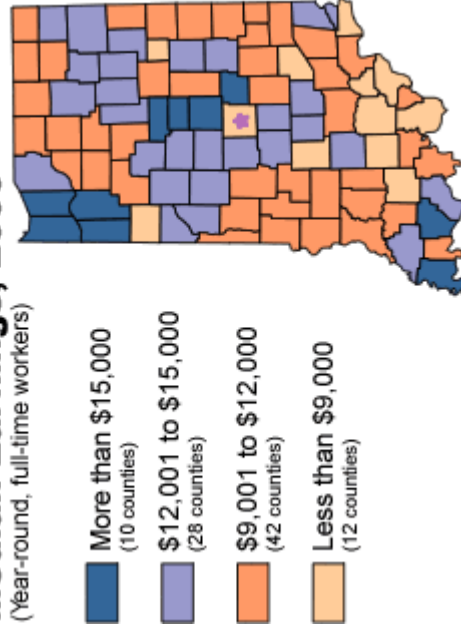 (Year-round, full-time workers)
More than $15,000
(10 counties)
$12,001 to $15,000
(28 counties)
$9,001 to $12,000
(42 counties)
Less than $9,000
(12 counties)